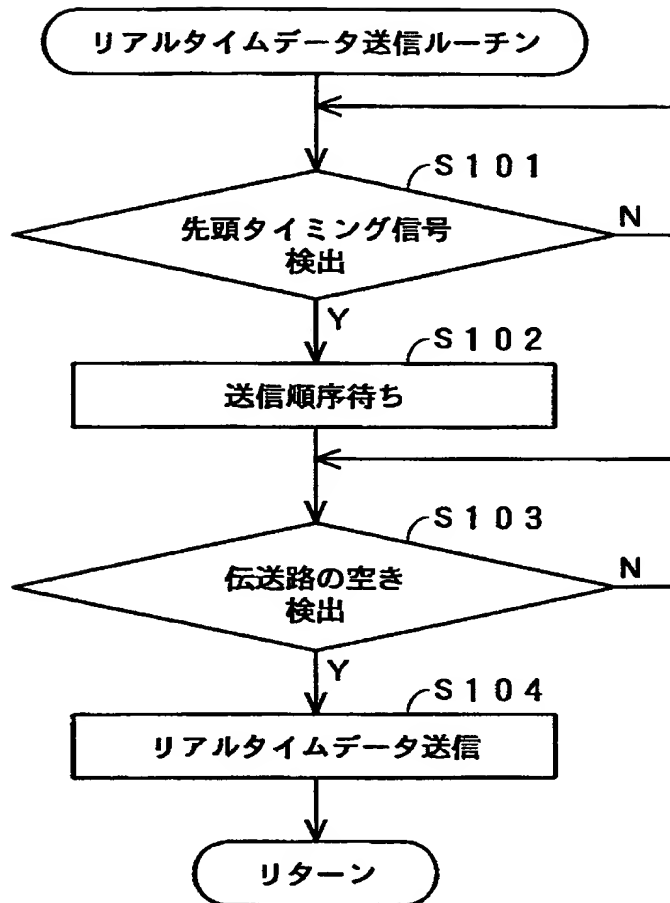 リアルタイムデータ送信ルーチン
S101
先頭タイミング信号
検出
N
Y
S102
送信順序待ち
S103
伝送路の空き
検出
N
Y
S104
リアルタイムデータ送信
リターン